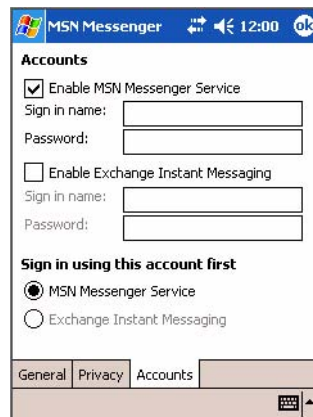 MSN Messenger 12:00 ok
Accounts
Enable MSN Messenger Service
Sign in name:
Password:
Enable Exchange Instant Messaging
Sign in name:
Password:
Sign in using this account first
MSN Messenger Service
Exchange Instant Messaging
General Privacy Accounts